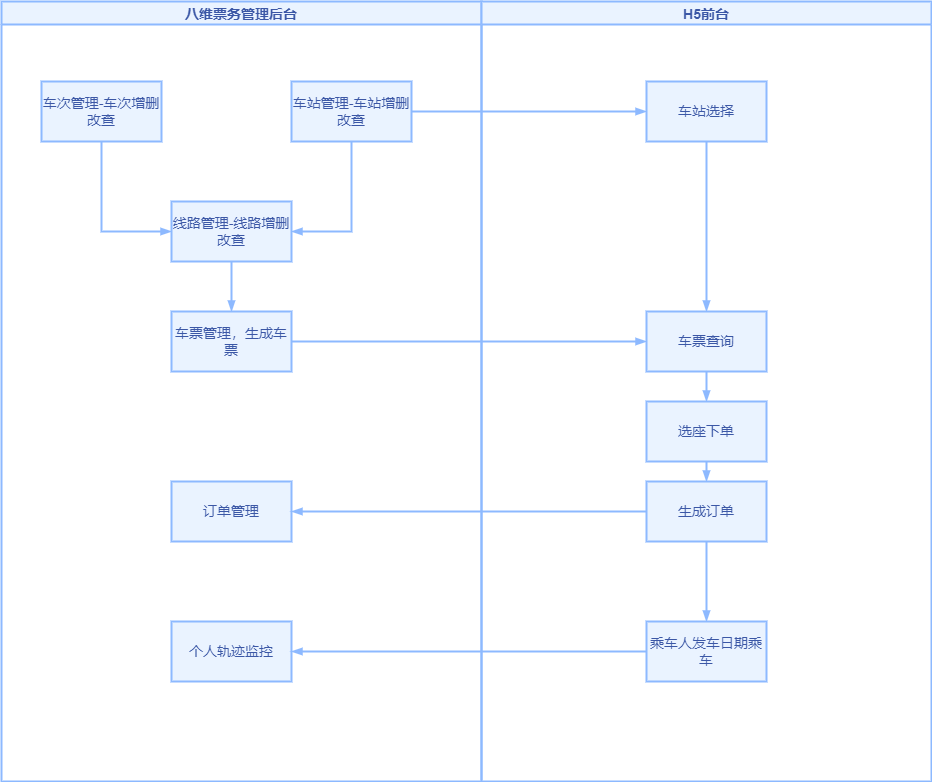 八维票务管理后台
H5前台
车次管理-车次增删
改查
车站管理-车站增删
改查
车站选择
线路管理-线路增删
改查
车票管理，生成车
票
车票查询
选座下单
订单管理
生成订单
个人轨迹监控
乘车人发车日期乘
车